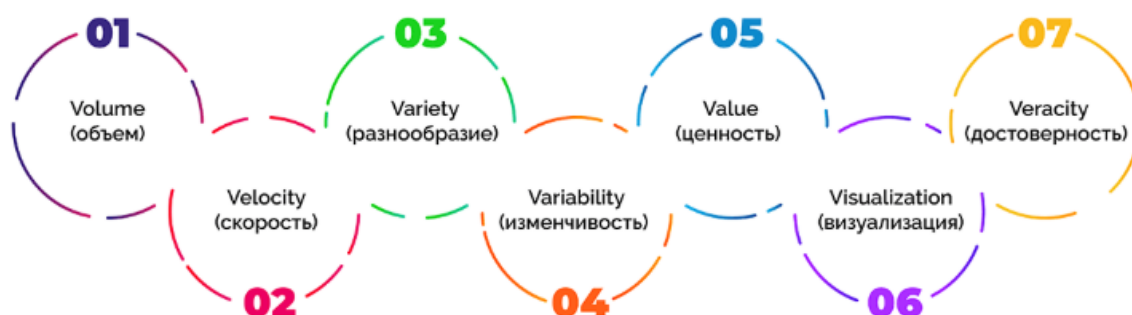 01
Volume
(объем)
02
Velocity
(скорость)
03
Variety
(разнообразие)
04
Variability
(изменчивость)
05
Value
(ценность)
06
Visualization
(визуализация)
07
Veracity
(достоверность)